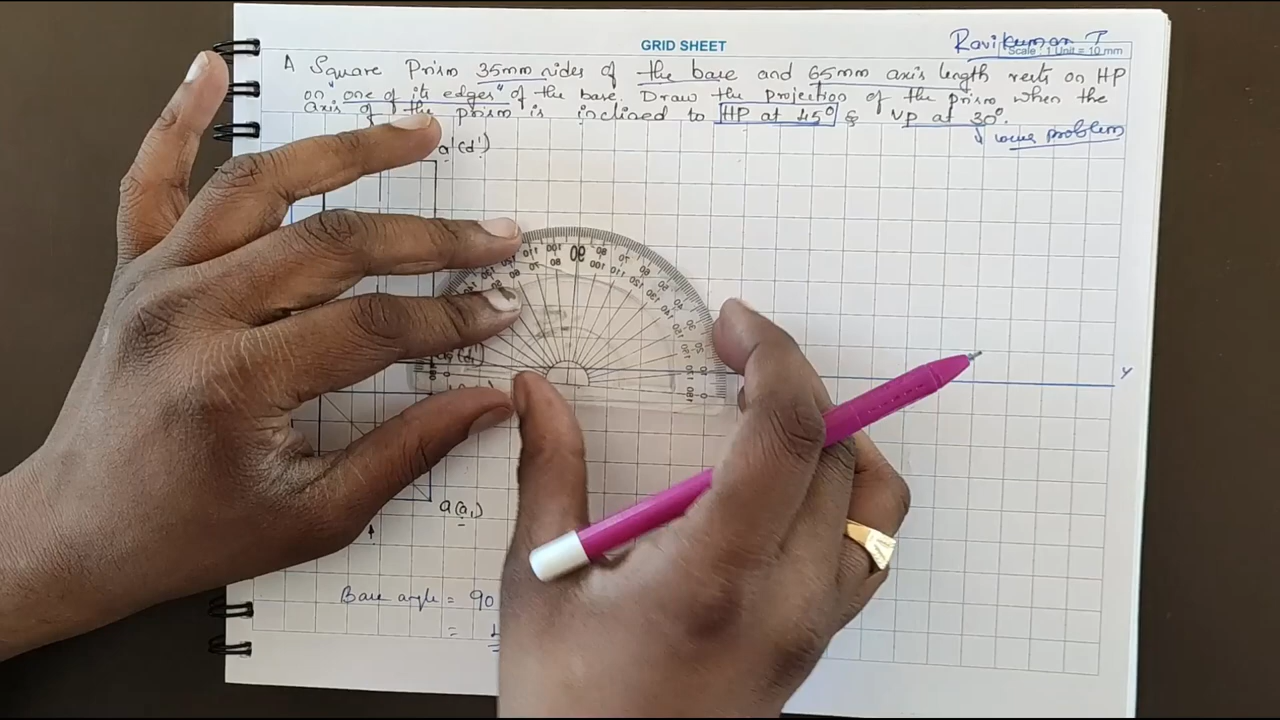 GRID SHEET
Ravikumar T
Scale : 1 Unit = 10 mm
A Square Prism 35mm sides of the base and 65mm axis length rests on HP
on "one of its edges" of the base. Draw the projection of the prism when the
axis of the prism is inclined to HP at 45° & VP at 30°.
↓ locus problem
a'(d')
y
a(a₁)
Base angle = 90
=